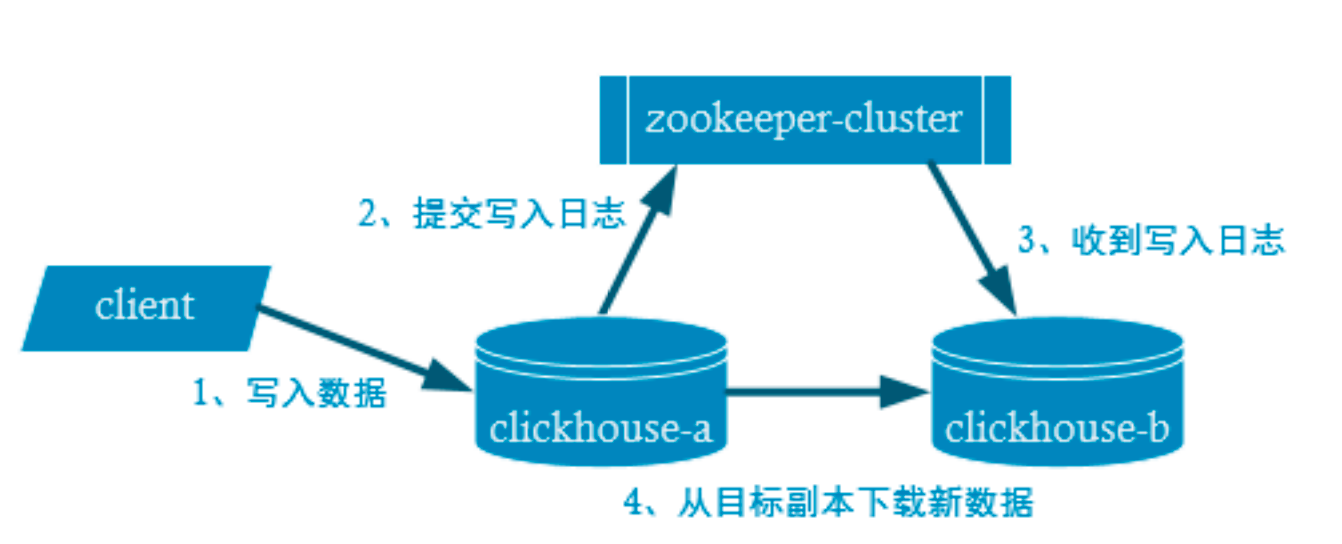 zookeeper-cluster
2、提交写入日志
3、收到写入日志
client
1、写入数据
clickhouse-a
clickhouse-b
4、从目标副本下载新数据